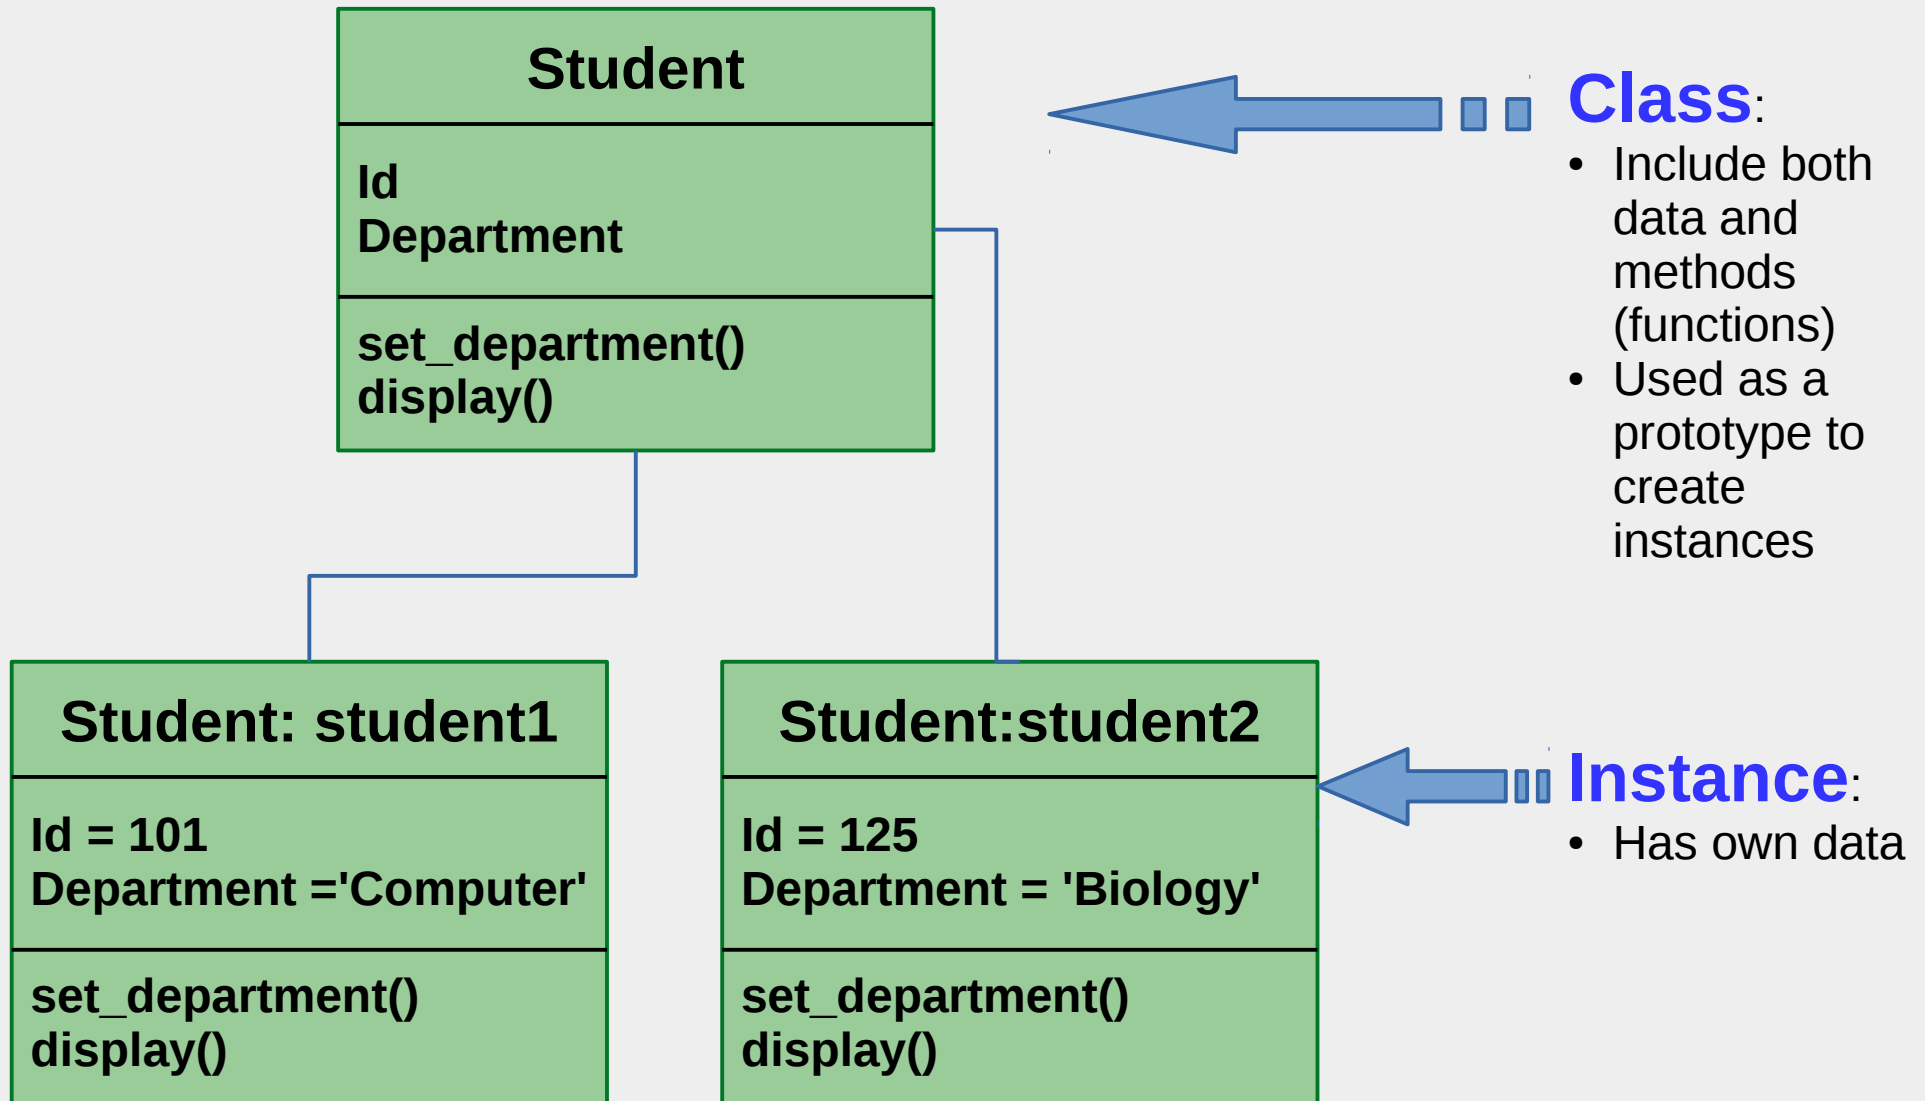 Student
Id
Department
set_department()
display()
Class:
• Include both
data and
methods
(functions)
• Used as a
prototype to
create
instances
Student: student1
Id = 101
Department ='Computer'
set_department()
display()
Student:student2
Id = 125
Department = 'Biology'
set_department()
display()
Instance:
• Has own data